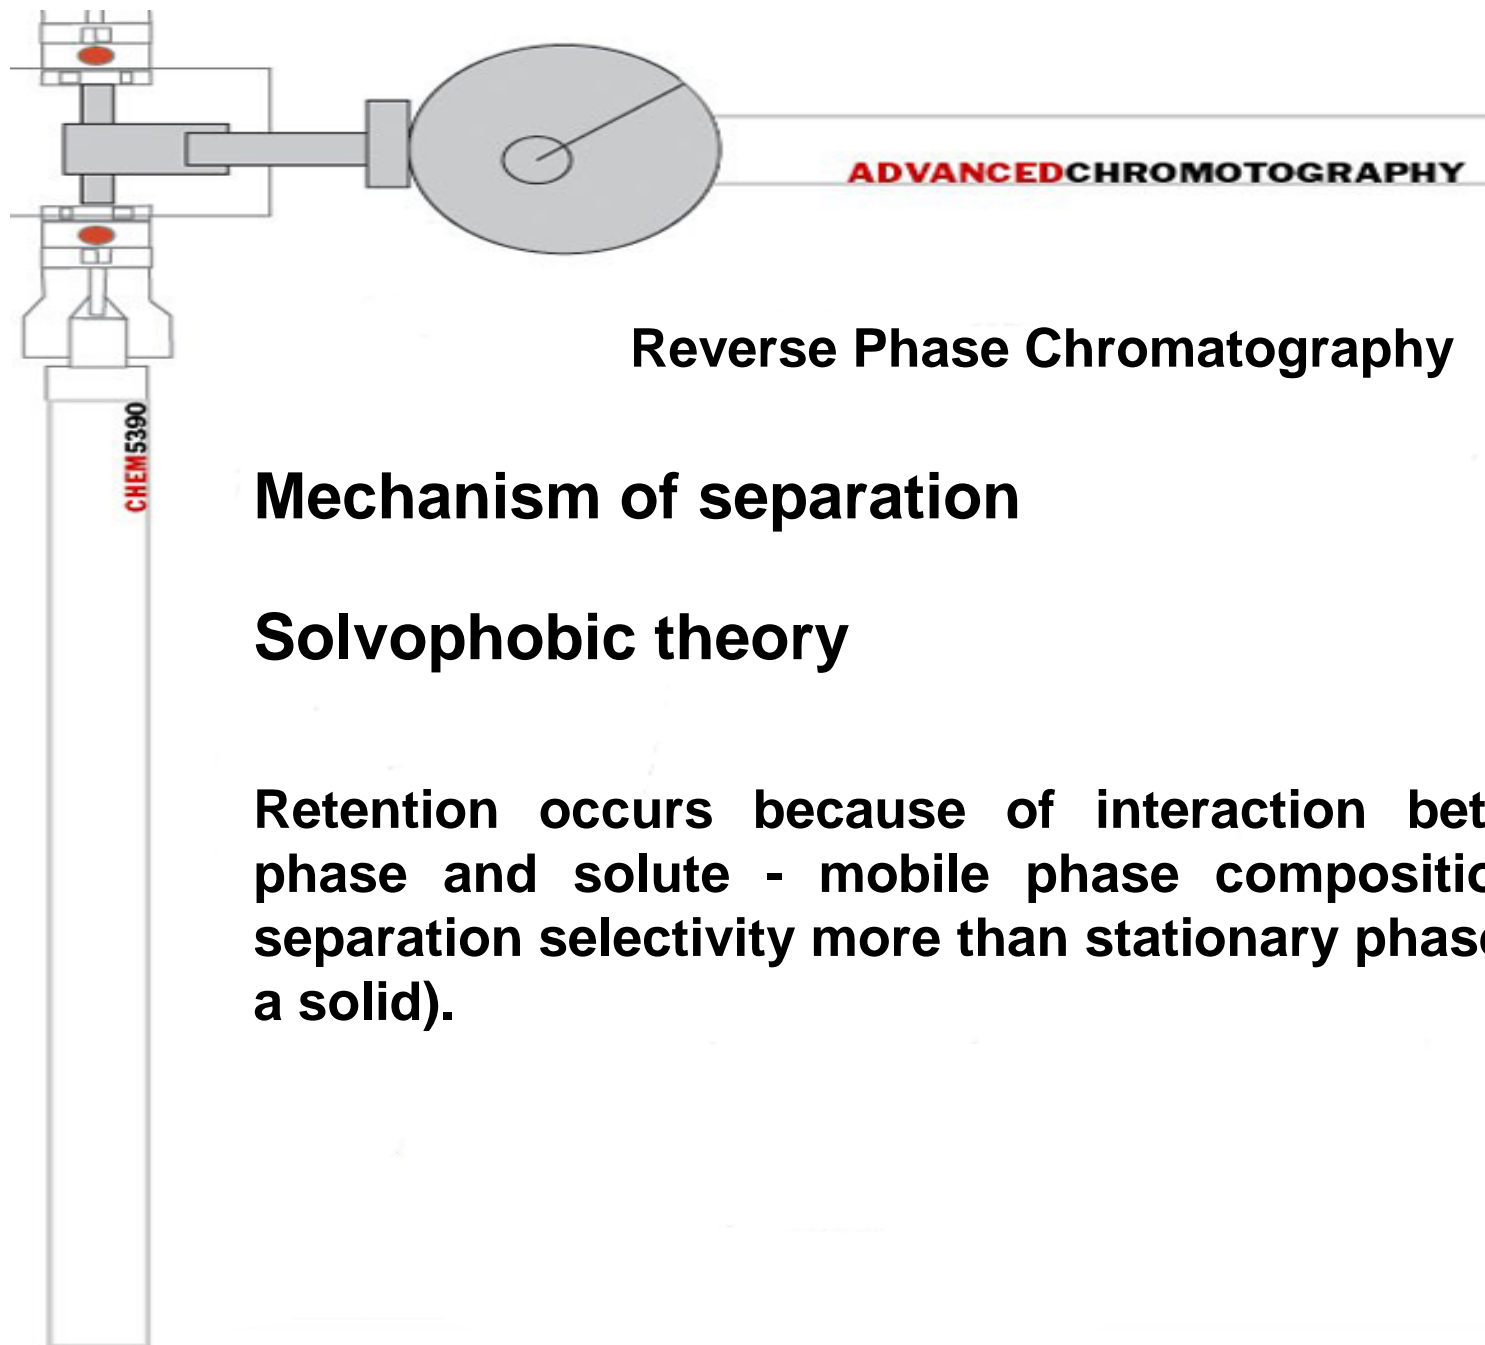 ADVANCEDCHROMOTOGRAPHY
Reverse Phase Chromatography
CHEM5390
Mechanism of separation
Solvophobic theory
Retention occurs because of interaction bet
phase and solute - mobile phase compositio
separation selectivity more than stationary phase
a solid).